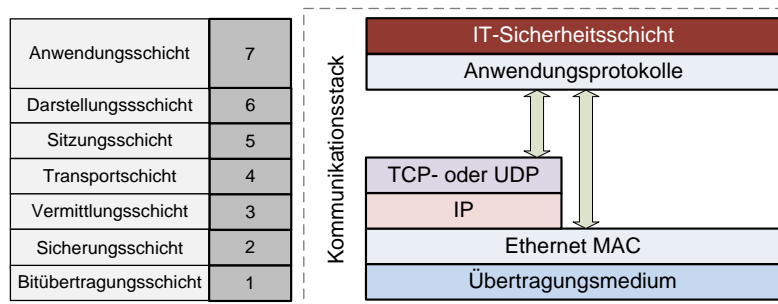 Anwendungsschicht 7
Darstellungssschicht 6
Sitzungsschicht 5
Transportschicht 4
Vermittlungsschicht 3
Sicherungsschicht 2
Bitübertragungsschicht 1
Kommunikationsstack
IT-Sicherheitsschicht
Anwendungsprotokolle
TCP- oder UDP
IP
Ethernet MAC
Übertragungsmedium